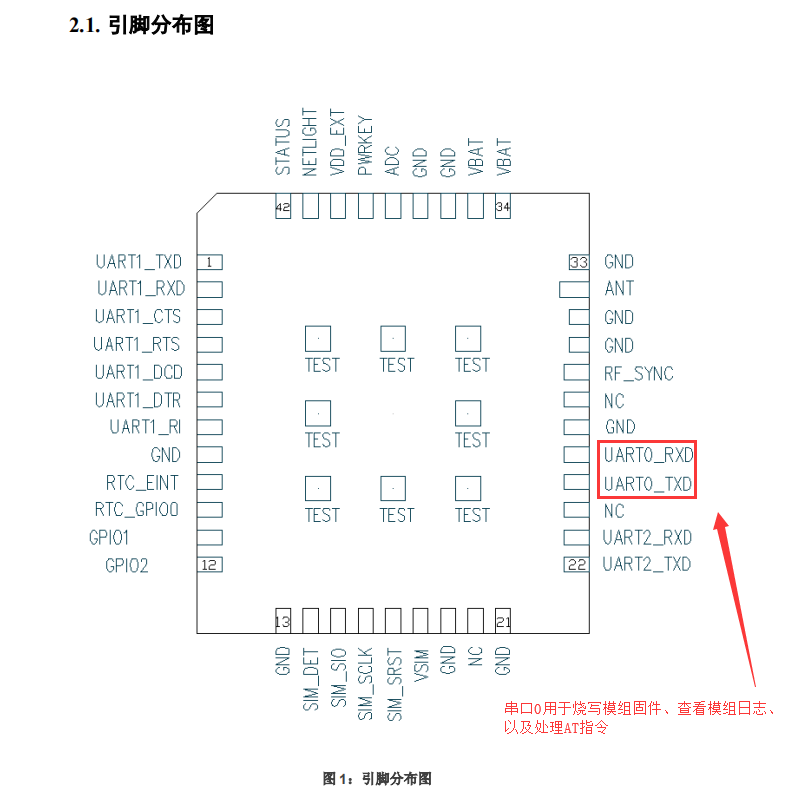 2.1. 引脚分布图
STATUS
NETLIGHT
VDD_EXT
PWRKEY
ADC
GND
GND
VBAT
VBAT
42
34
UART1_TXD
1
33
GND
UART1_RXD
ANT
UART1_CTS
GND
UART1_RTS
GND
UART1_DCD
RF_SYNC
UART1_DTR
NC
UART1_RI
GND
GND
UART0_RXD
RTC_EINT
UART0_TXD
RTC_GPIO0
NC
GPIO1
UART2_RXD
GPIO2
12
22
UART2_TXD
TEST
TEST
TEST
TEST
TEST
TEST
TEST
TEST
13
21
GND
SIM_DET
SIM_SIO
SIM_SCLK
SIM_SRST
VSIM
GND
NC
GND
串口0用于烧写模组固件、查看模组日志、
以及处理AT指令
图 1：引脚分布图